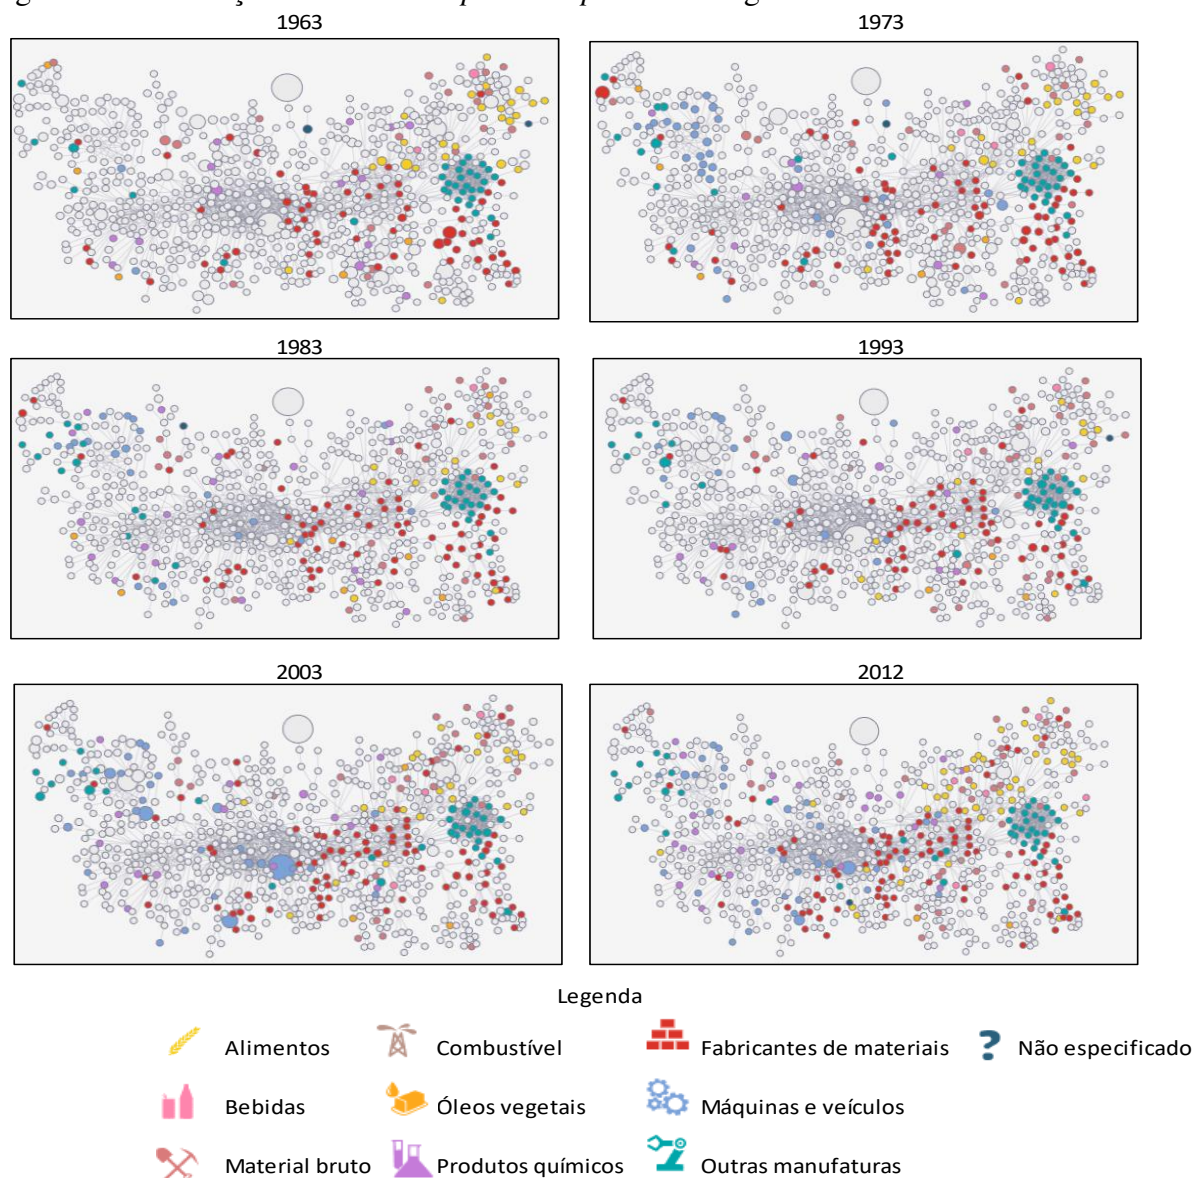 1963 1973
1983 1993
2003 2012
Legenda
Alimentos Combustível Fabricantes de materiais ? Não especificado
Bebidas Óleos vegetais Máquinas e veículos
Material bruto Produtos químicos Outras manufaturas